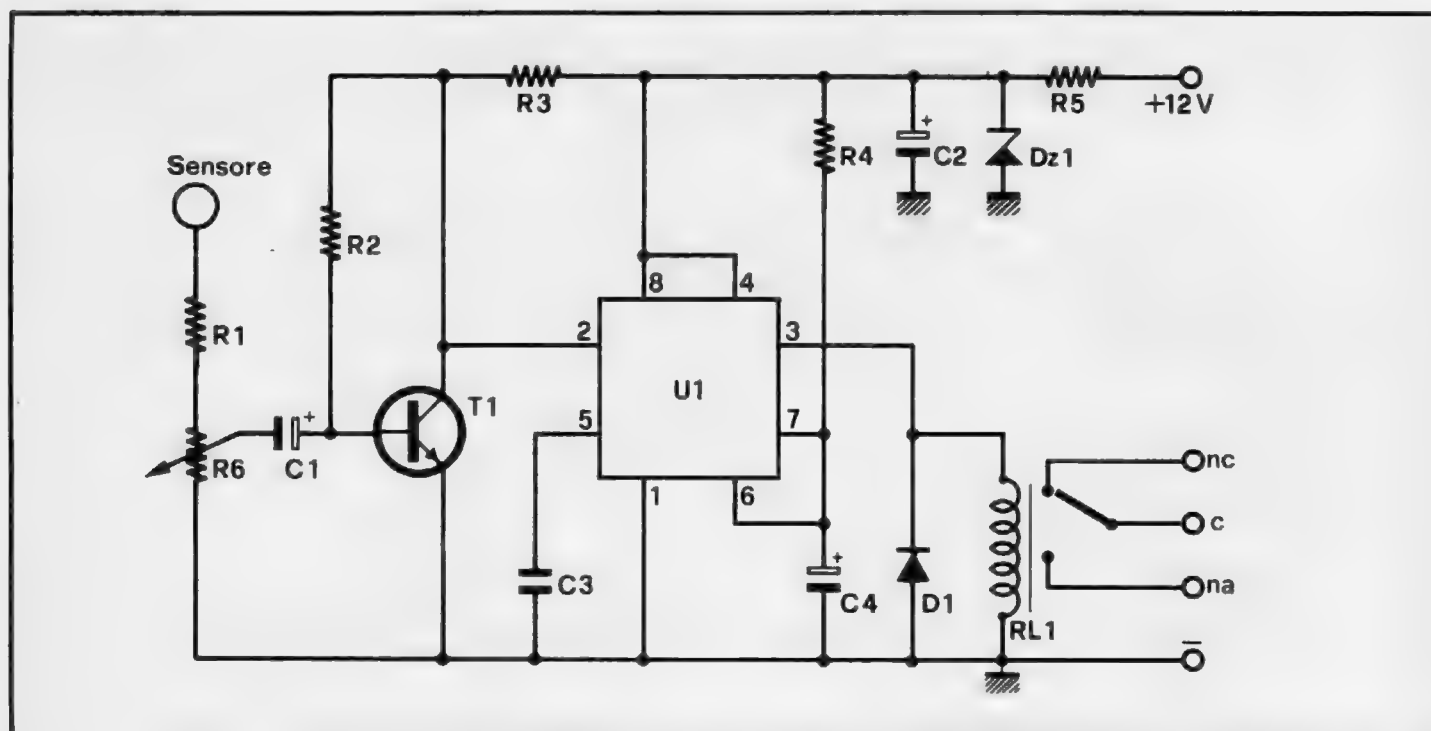 R3
R5
+12V
Sensore
R4
+
C2
Dz1
R2
8
4
R1
2
3
T1
U1
5
7
R6
+
C1
nc
1
6
c
C3
+
C4
D1
na
RL1
−